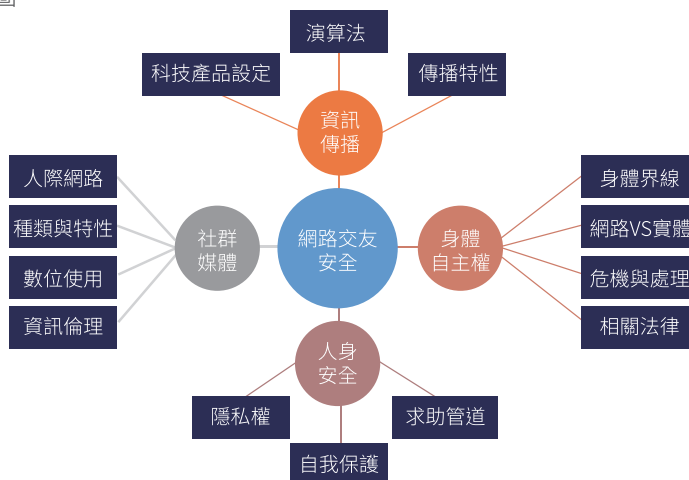 圖
演算法
科技產品設定
傳播特性
資訊
傳播
人際網路
種類與特性
數位使用
資訊倫理
社群
媒體
網路交友
安全
身體
自主權
身體界線
網路VS實體
危機與處理
相關法律
人身
安全
隱私權
自我保護
求助管道